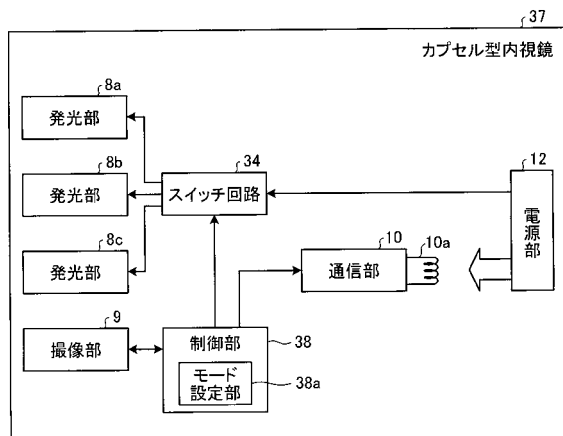 37
カプセル型内視鏡
8a
発光部
8b
発光部
8c
発光部
34
スイッチ回路
12
電源部
10
10a
通信部
9
撮像部
制御部
38
モード
設定部
38a